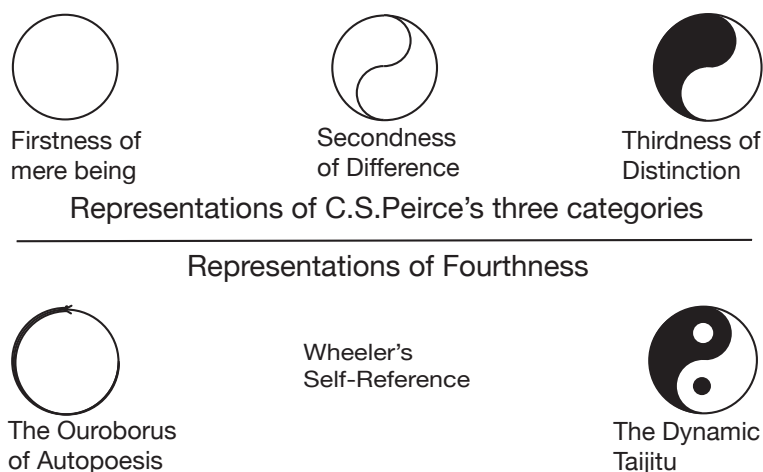 Firstness of
mere being
Secondness
of Difference
Thirdness of
Distinction
Representations of C.S.Peirce's three categories
Representations of Fourthness
The Ouroborus
of Autopoesis
Wheeler's
Self-Reference
The Dynamic
Taijitu